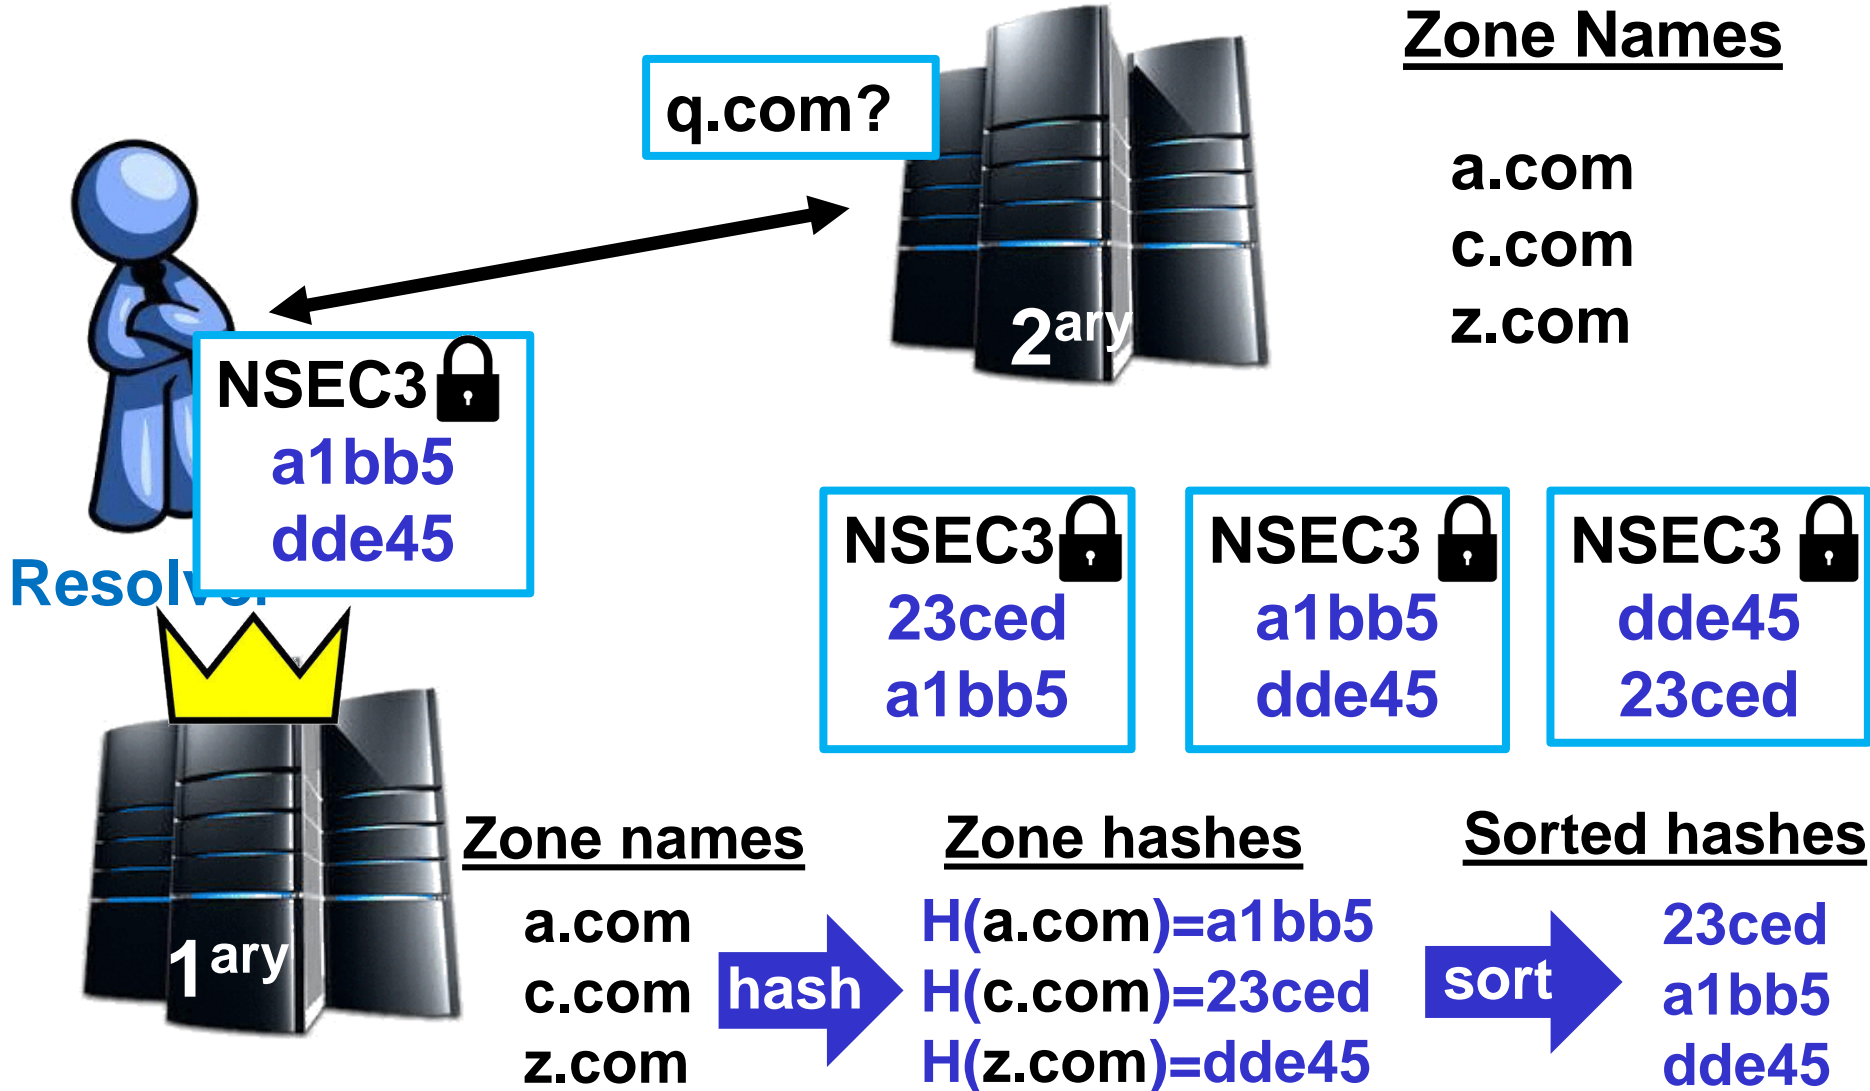 Zone Names
q.com?
a.com
c.com
z.com
2ary
NSEC3
a1bb5
dde45
Resolver
NSEC3
23ced
a1bb5
NSEC3
a1bb5
dde45
NSEC3
dde45
23ced
1ary
Zone names
a.com
c.com
z.com
hash
Zone hashes
H(a.com)=a1bb5
H(c.com)=23ced
H(z.com)=dde45
sort
Sorted hashes
23ced
a1bb5
dde45